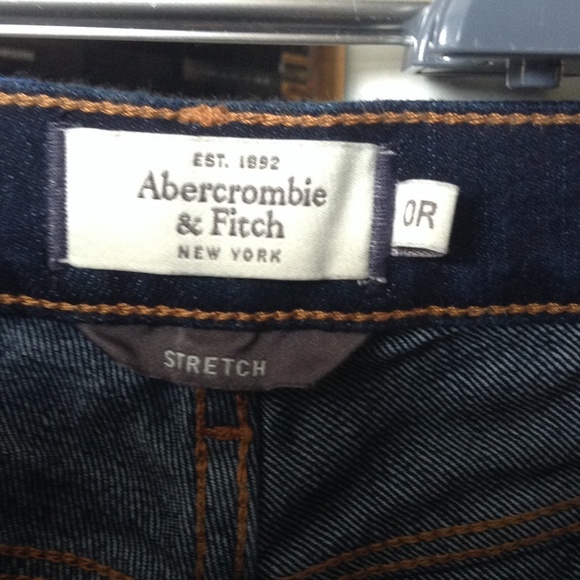 EST. 1892
Abercrombie
& Fitch
NEW YORK
0R
STRETCH